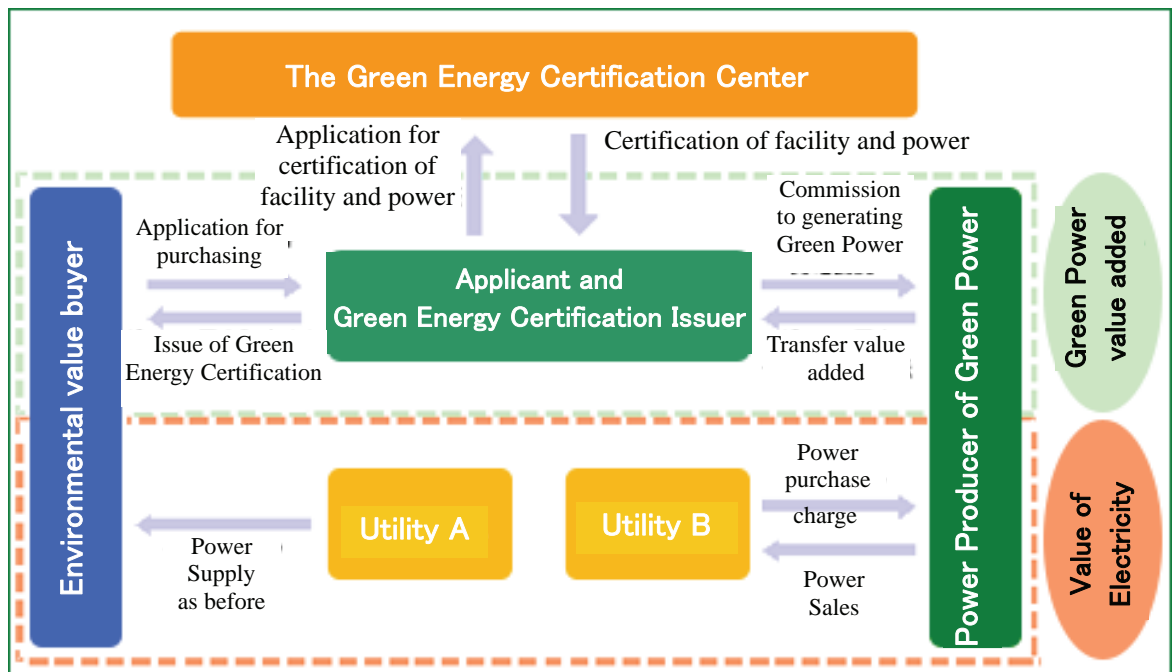 The Green Energy Certification Center
Application for
certification of
facility and power
Certification of facility and power
Environmental value buyer
Application for
purchasing
Issue of Green
Energy Certification
Applicant and
Green Energy Certification Issuer
Commission
to generating
Green Power
Transfer value
added
Power Producer of Green Power
Green Power
value added
Power
Supply
as before
Utility A
Utility B
Power
purchase
charge
Power
Sales
Value of
Electricity